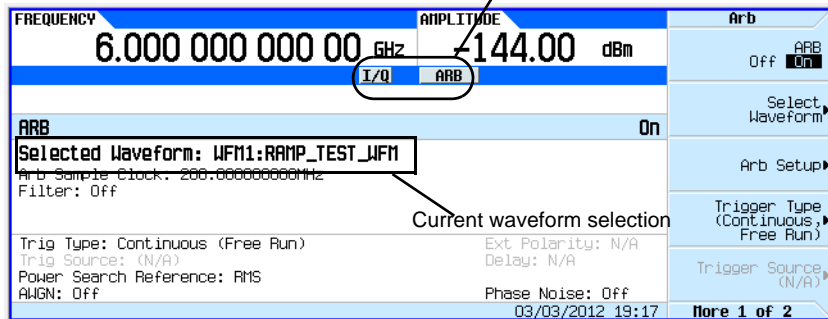 FREQUENCY AMPLITUDE Arb
6.000 000 000 00 GHz -144.00 dBm
ARB
Off On
I/Q ARB
Select
Waveform
ARB On
Selected Waveform: WFM1:RAMP_TEST_WFM
Arb Sample Clock: 200.000000000MHz
Arb Setup
Filter: Off
Current waveform selection
Trigger Type
(Continuous,
Free Run)
Trig Type: Continuous (Free Run) Ext Polarity: N/A
Trig Source: (N/A) Delay: N/A
Power Search Reference: RMS
Trigger Source
(N/A)
AWGN: Off Phase Noise: Off
03/03/2012 19:17 More 1 of 2